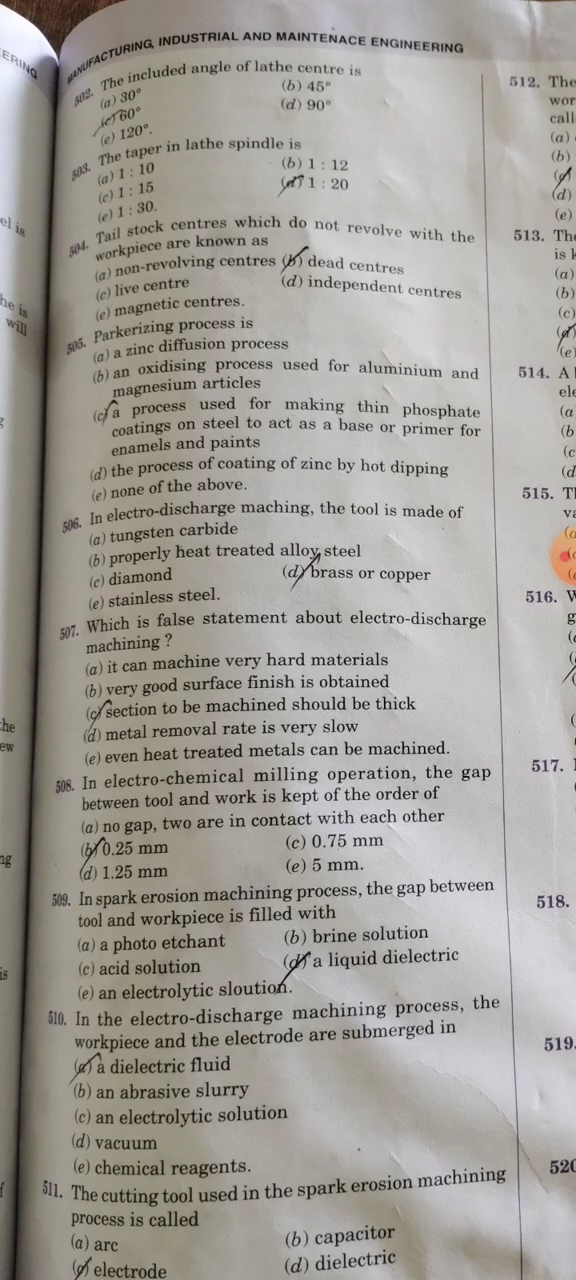 ERING
MANUFACTURING, INDUSTRIAL AND MAINTENACE ENGINEERING
502. The included angle of lathe centre is
(a) 30° (b) 45°
(c) 60° (d) 90°
(e) 120°.
503. The taper in lathe spindle is
(a) 1 : 10 (b) 1 : 12
(c) 1 : 15 (d) 1 : 20
(e) 1 : 30.
504. Tail stock centres which do not revolve with the
workpiece are known as
(a) non-revolving centres (b) dead centres
(c) live centre (d) independent centres
(e) magnetic centres.
505. Parkerizing process is
(a) a zinc diffusion process
(b) an oxidising process used for aluminium and
magnesium articles
(c) a process used for making thin phosphate
coatings on steel to act as a base or primer for
enamels and paints
(d) the process of coating of zinc by hot dipping
(e) none of the above.
506. In electro-discharge maching, the tool is made of
(a) tungsten carbide
(b) properly heat treated alloy steel
(c) diamond (d) brass or copper
(e) stainless steel.
507. Which is false statement about electro-discharge
machining ?
(a) it can machine very hard materials
(b) very good surface finish is obtained
(c) section to be machined should be thick
(d) metal removal rate is very slow
(e) even heat treated metals can be machined.
508. In electro-chemical milling operation, the gap
between tool and work is kept of the order of
(a) no gap, two are in contact with each other
(b) 0.25 mm (c) 0.75 mm
(d) 1.25 mm (e) 5 mm.
509. In spark erosion machining process, the gap between
tool and workpiece is filled with
(a) a photo etchant (b) brine solution
(c) acid solution (d) a liquid dielectric
(e) an electrolytic sloution.
510. In the electro-discharge machining process, the
workpiece and the electrode are submerged in
(a) a dielectric fluid
(b) an abrasive slurry
(c) an electrolytic solution
(d) vacuum
(e) chemical reagents.
511. The cutting tool used in the spark erosion machining
process is called
(a) arc (b) capacitor
(c) electrode (d) dielectric
512. The
wor
call
(a)
(b)
(d)
(e)
513. The
is k
(a)
(b)
(c)
(d)
(e)
514. A
ele
(a
(b
(c
(d
515. T
va
516. W
g
517.
518.
519.
520
el is
he is
will
the
ew
ng
is
f